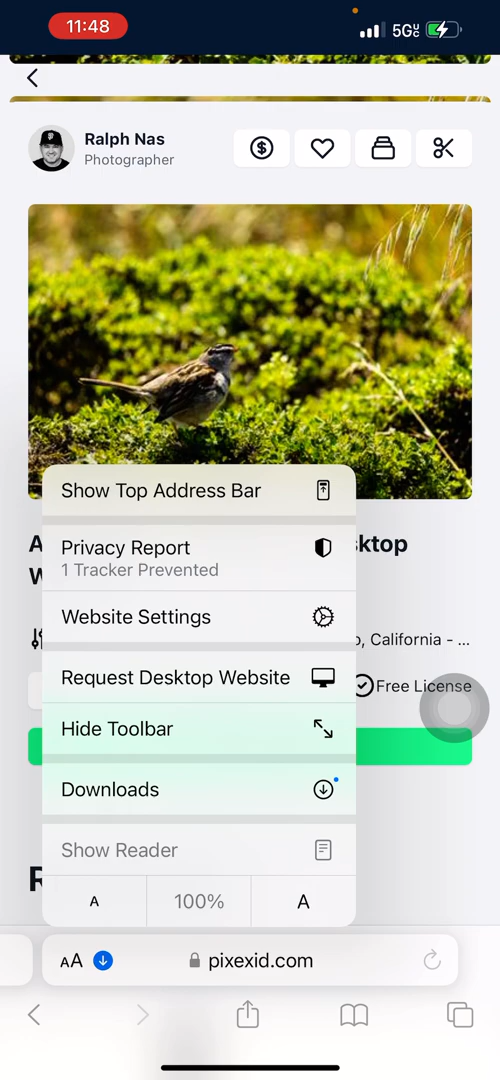 11:48
5G UC
Ralph Nas
Photographer
Show Top Address Bar
Privacy Report
1 Tracker Prevented
Website Settings
, California - ...
Request Desktop Website
Free License
Hide Toolbar
Downloads
Show Reader
A
100%
A
AA
pixexid.com